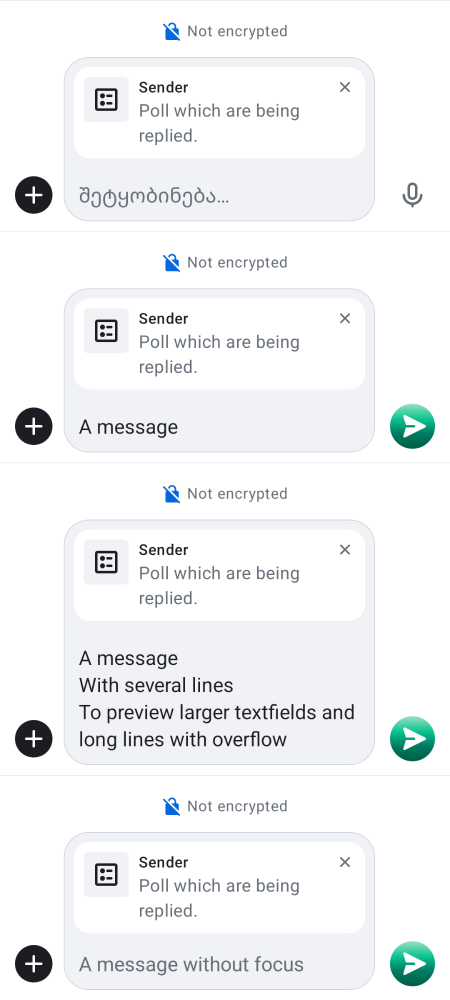 Not encrypted
Sender
Poll which are being
replied.
შეტყობინება…
Not encrypted
Sender
Poll which are being
replied.
A message
Not encrypted
Sender
Poll which are being
replied.
A message
With several lines
To preview larger textfields and
long lines with overflow
Not encrypted
Sender
Poll which are being
replied.
A message without focus